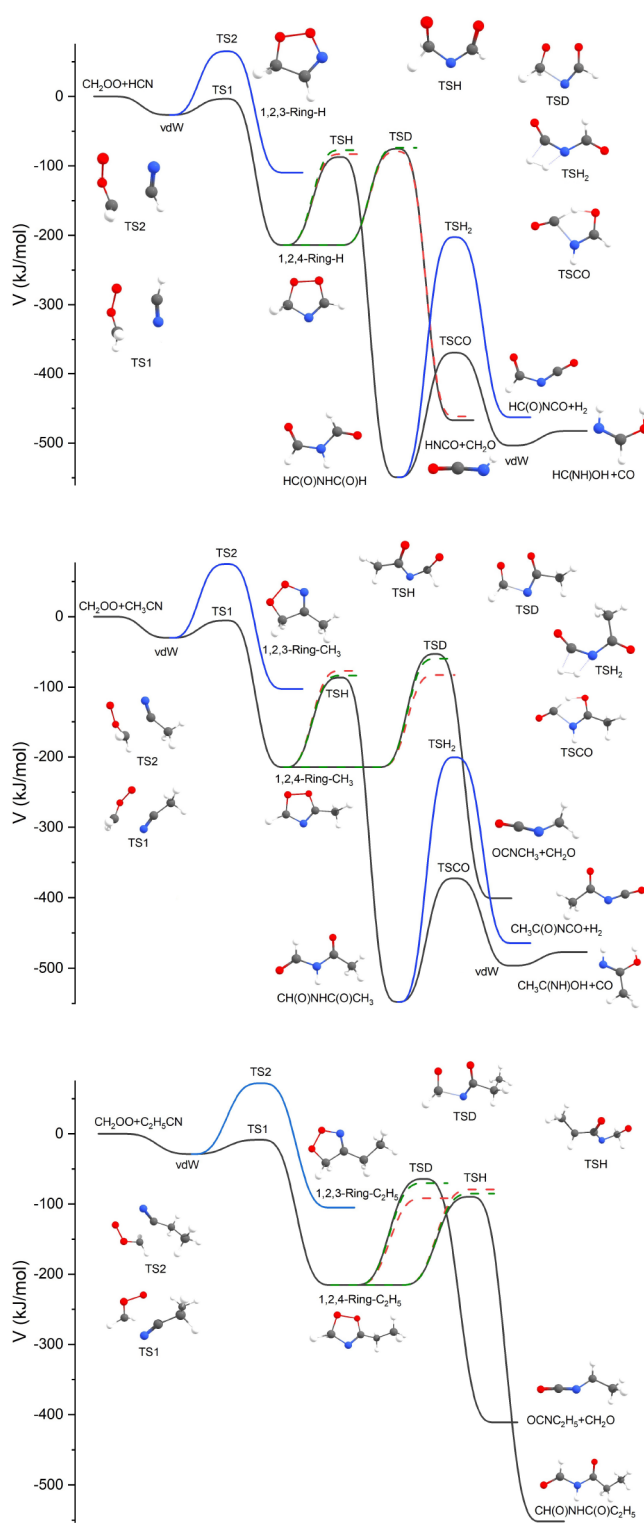 TS2
TSH
TSD
0
CH₂OO+HCN
TS1
1,2,3-Ring-H
vdW
TSH
TSD
TSH₂
-100
TS2
TSCO
-200
TSH₂
1,2,4-Ring-H
V (kJ/mol)
TS1
-300
TSCO
-400
HC(O)NCO+H₂
HNCO+CH₂O
vdW
HC(O)NHC(O)H
HC(NH)OH+CO
-500
TS2
TSH
TSD
CH₂OO+CH₃CN
TS1
0
vdW
1,2,3-Ring-CH₃
TSD
TSH₂
TSH
-100
TS2
TSCO
-200
TSH₂
1,2,4-Ring-CH₃
V (kJ/mol)
TS1
-300
OCNCH₃+CH₂O
TSCO
-400
CH₃C(O)NCO+H₂
vdW
CH(O)NHC(O)CH₃
CH₃C(NH)OH+CO
-500
TS2
TSD
CH₂OO+C₂H₅CN
TS1
0
vdW
TSH
TSD
TSH
1,2,3-Ring-C₂H₅
-100
TS2
-200
1,2,4-Ring-C₂H₅
V (kJ/mol)
TS1
-300
-400
OCNC₂H₅+CH₂O
-500
CH(O)NHC(O)C₂H₅